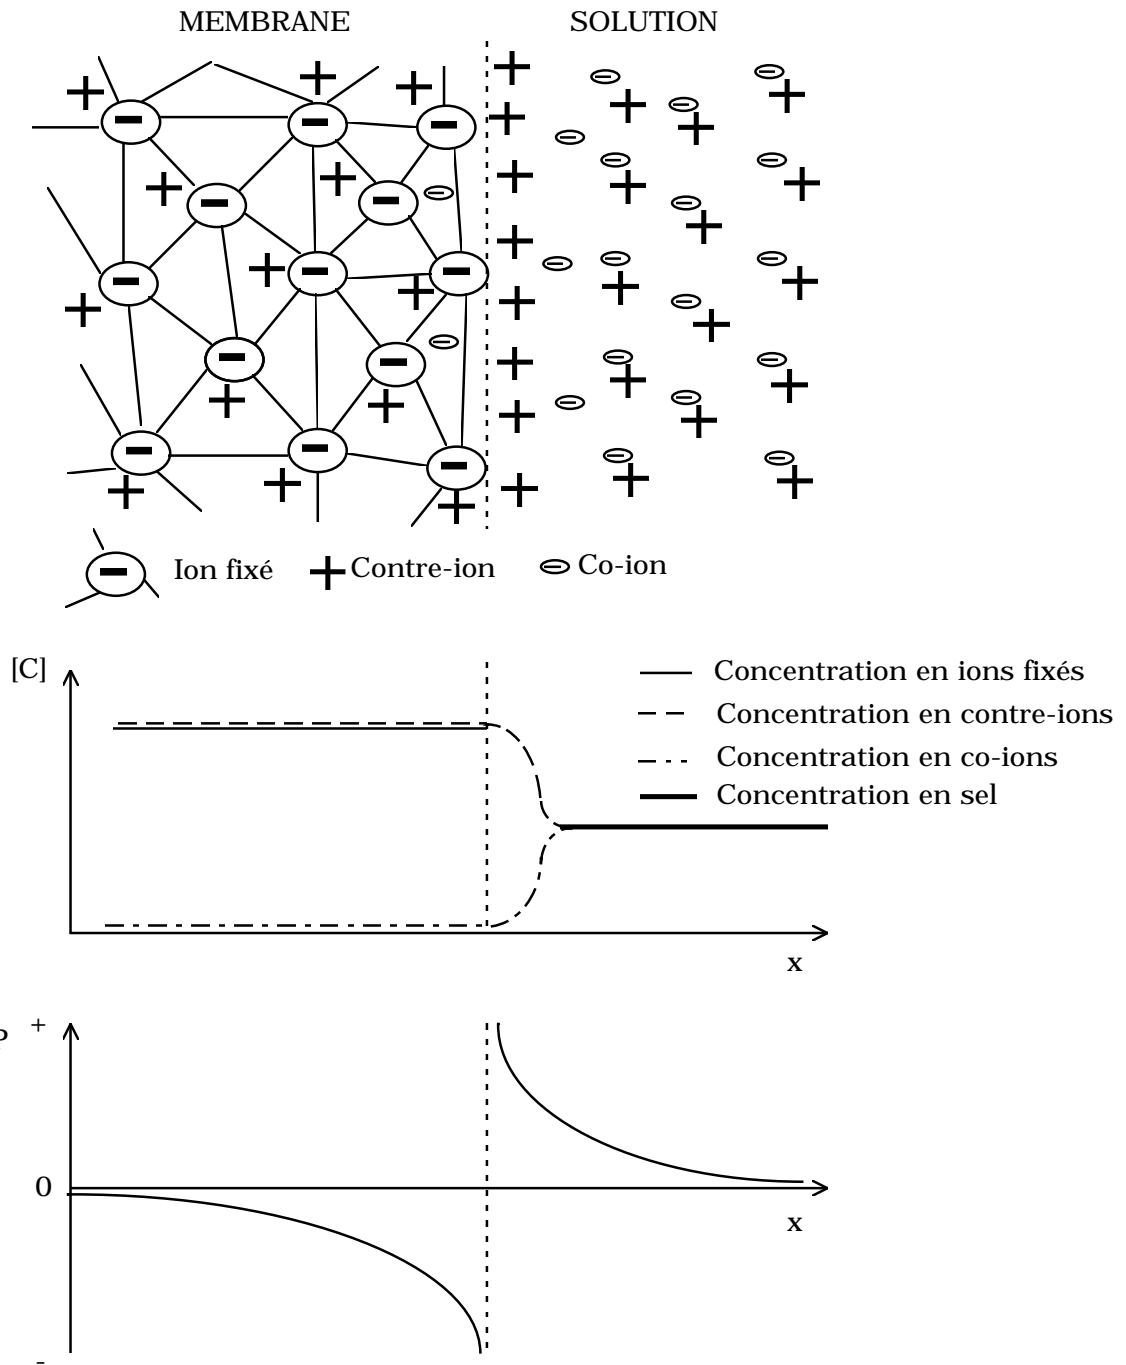 MEMBRANE SOLUTION
Ion fixé Contre-ion Co-ion
[C]
Concentration en ions fixés
Concentration en contre-ions
Concentration en co-ions
Concentration en sel
x
+
0
x
-